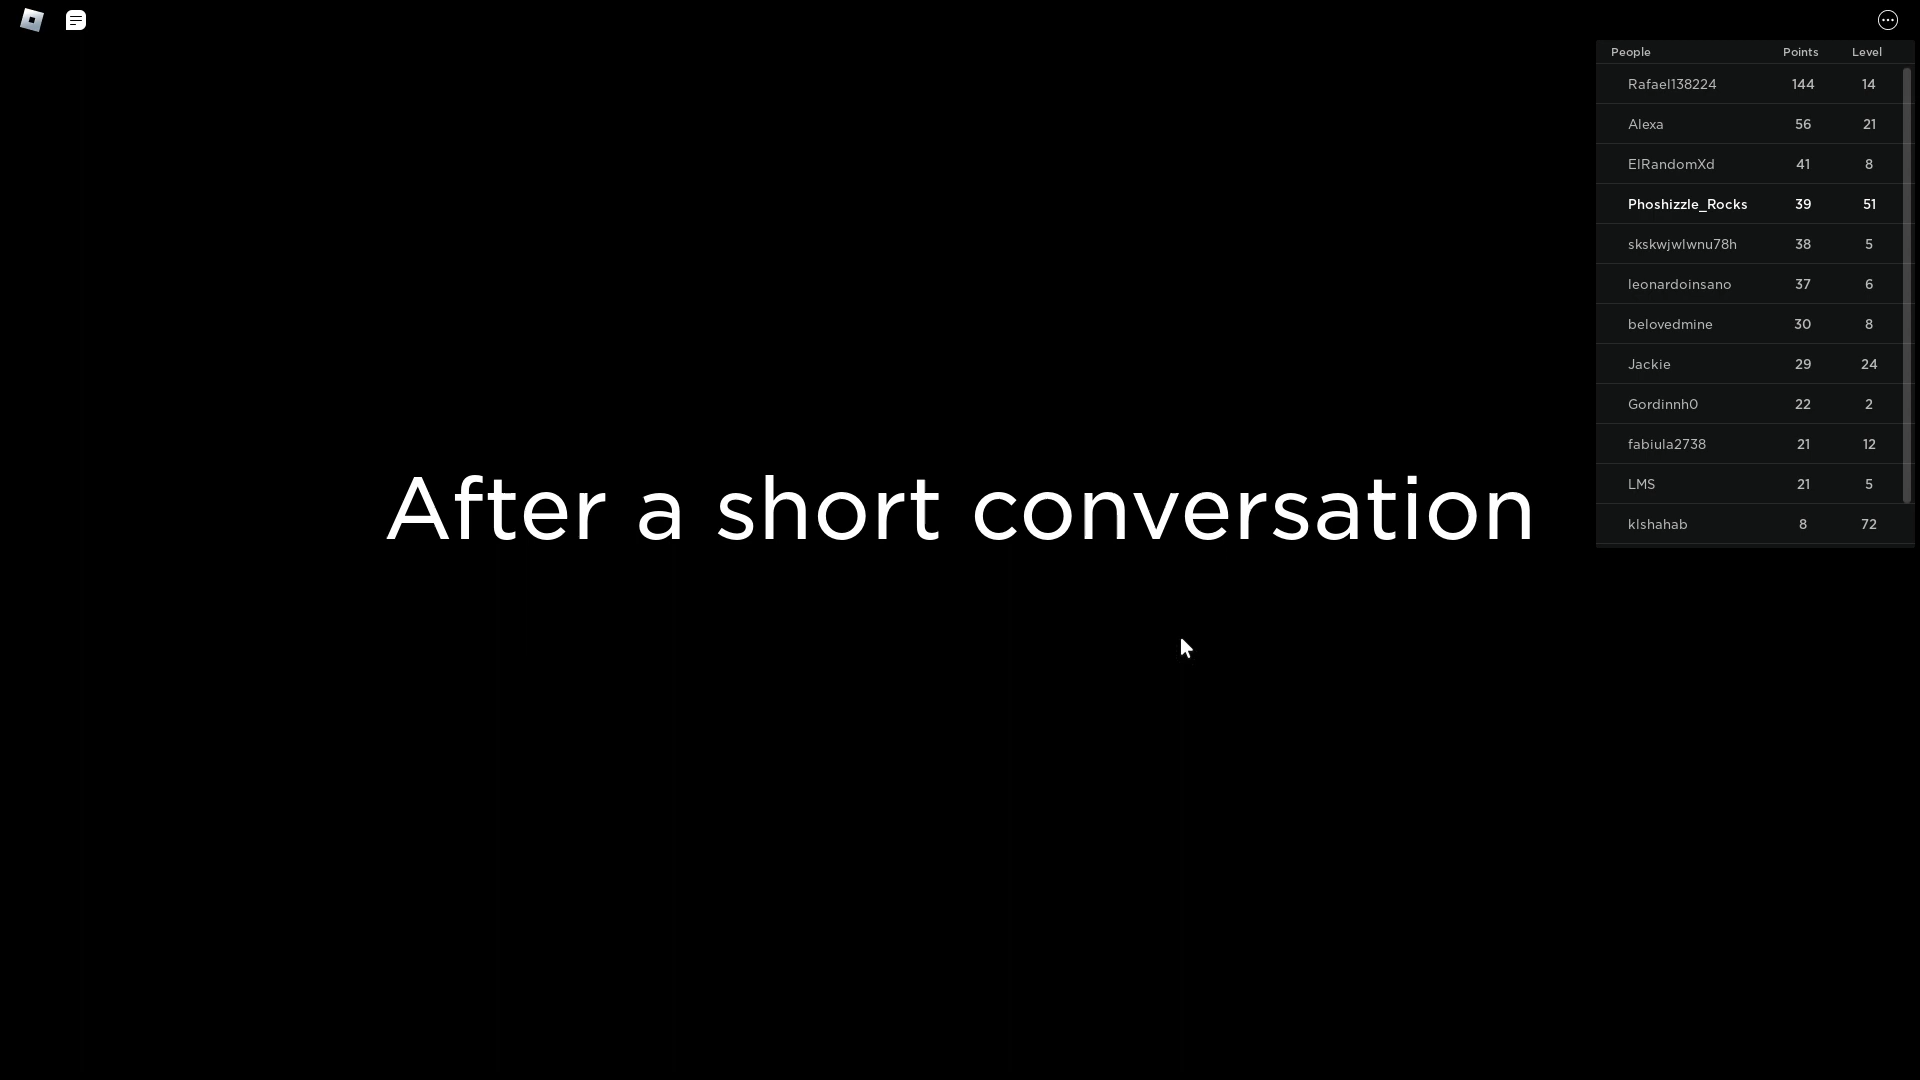 People Points Level
Rafael138224 144 14
Alexa 56 21
ElRandomXd 41 8
Phoshizzle_Rocks 39 51
skskwjwlwnu78h 38 5
leonardoinsano 37 6
belovedmine 30 8
Jackie 29 24
Gordinnh0 22 2
fabiula2738 21 12
LMS 21 5
klshahab 8 72
After a short conversation